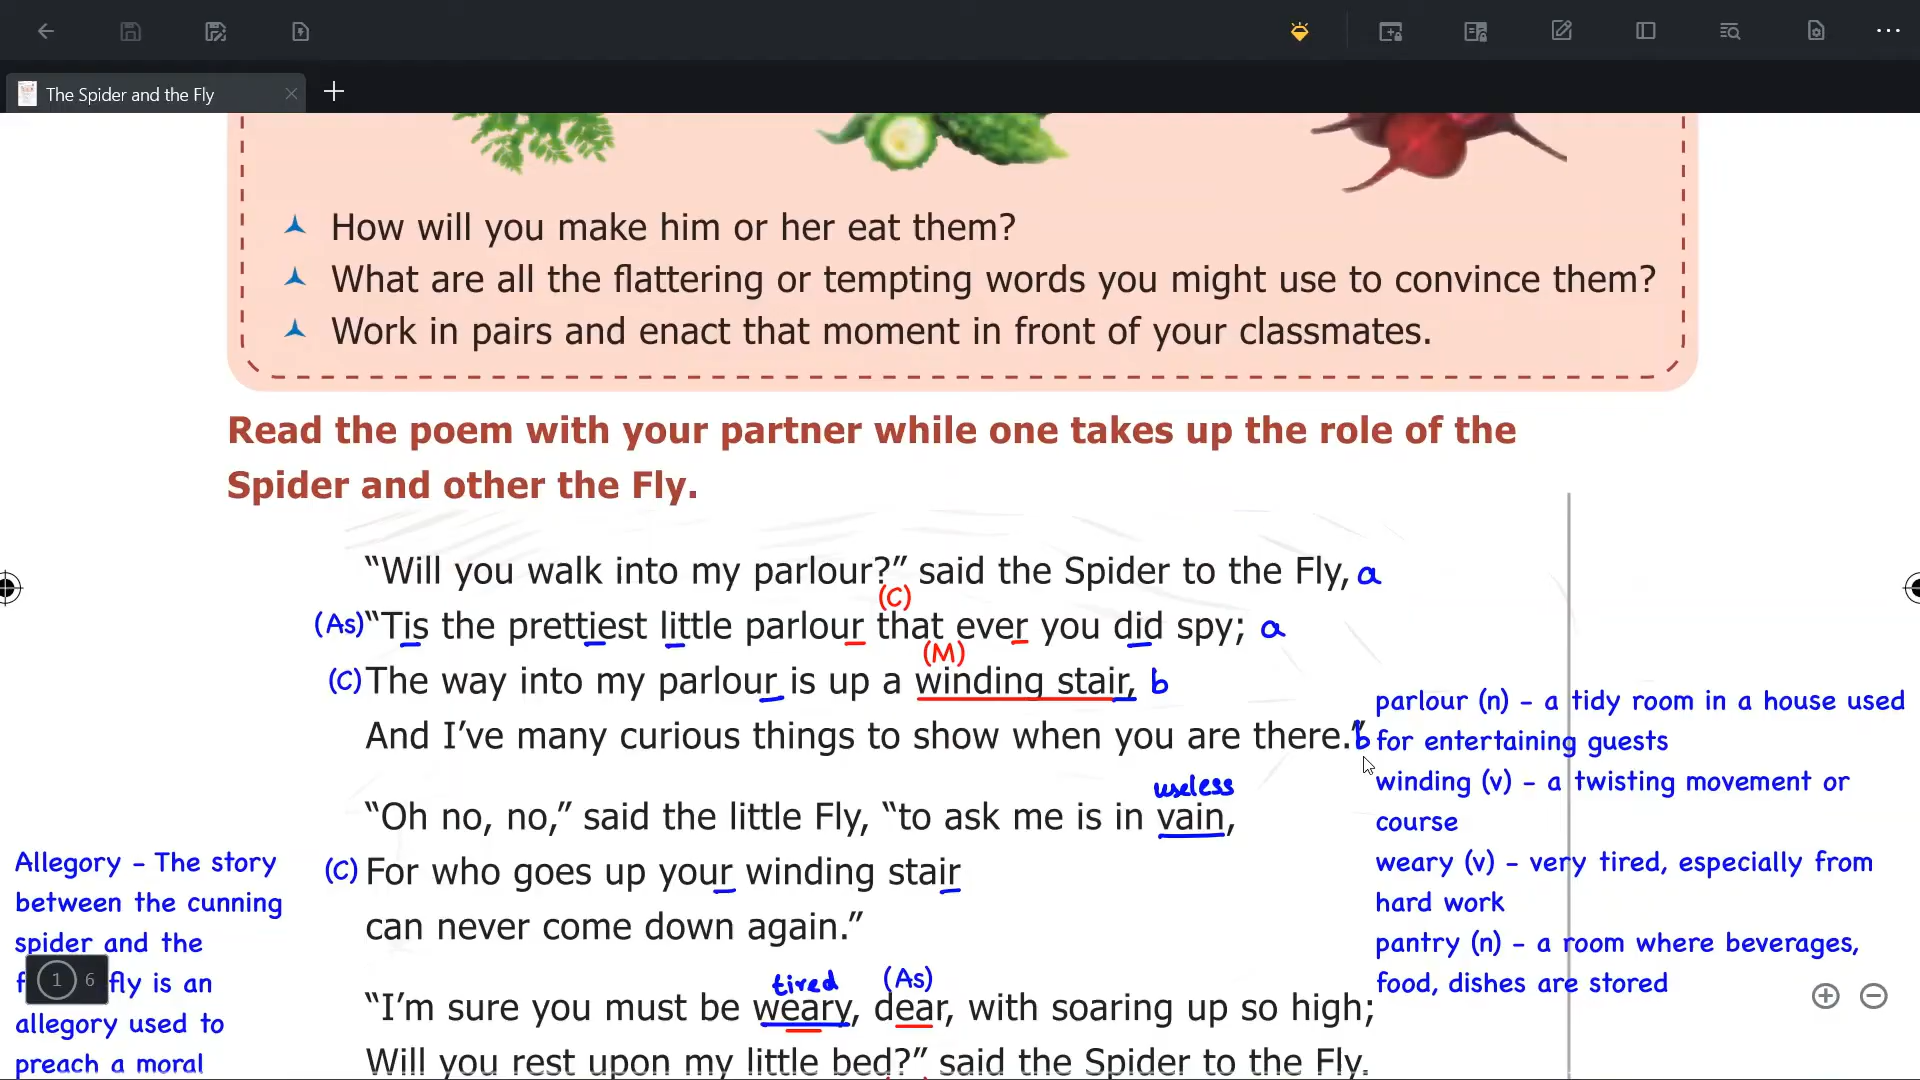 The Spider and the Fly
How will you make him or her eat them?
What are all the flattering or tempting words you might use to convince them?
Work in pairs and enact that moment in front of your classmates.
Read the poem with your partner while one takes up the role of the
Spider and other the Fly.
“Will you walk into my parlour?” said the Spider to the Fly, a
(C)
(As) “Tis the prettiest little parlour that ever you did spy; a
(M)
(C) The way into my parlour is up a winding stair, b
And I’ve many curious things to show when you are there.” b
useless
“Oh no, no,” said the little Fly, “to ask me is in vain,
(C) For who goes up your winding stair
can never come down again.”
tired (As)
“I’m sure you must be weary, dear, with soaring up so high;
Will you rest upon my little bed?” said the Spider to the Fly.
parlour (n) - a tidy room in a house used
for entertaining guests
winding (v) - a twisting movement or
course
weary (v) - very tired, especially from
hard work
pantry (n) - a room where beverages,
food, dishes are stored
Allegory - The story
between the cunning
spider and the
fly is an
allegory used to
preach a moral
1 6